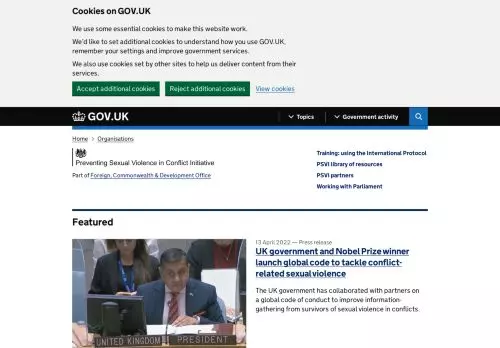 Cookies on GOV.UK
We use some essential cookies to make this website work.
We'd like to set additional cookies to understand how you use GOV.UK,
remember your settings and improve government services.
We also use cookies set by other sites to help us deliver content from their
services.
Accept additional cookies Reject additional cookies View cookies
GOV.UK Topics Government activity
Home > Organisations
Preventing Sexual Violence in Conflict Initiative
Part of Foreign, Commonwealth & Development Office
Training: using the International Protocol
PSVI library of resources
PSVI partners
Working with Parliament
Featured
13 April 2022 — Press release
UK government and Nobel Prize winner
launch global code to tackle conflict-
related sexual violence
The UK government has collaborated with partners on
a global code of conduct to improve information-
gathering from survivors of sexual violence in conflicts.
UNITED KINGDOM PRESIDENT